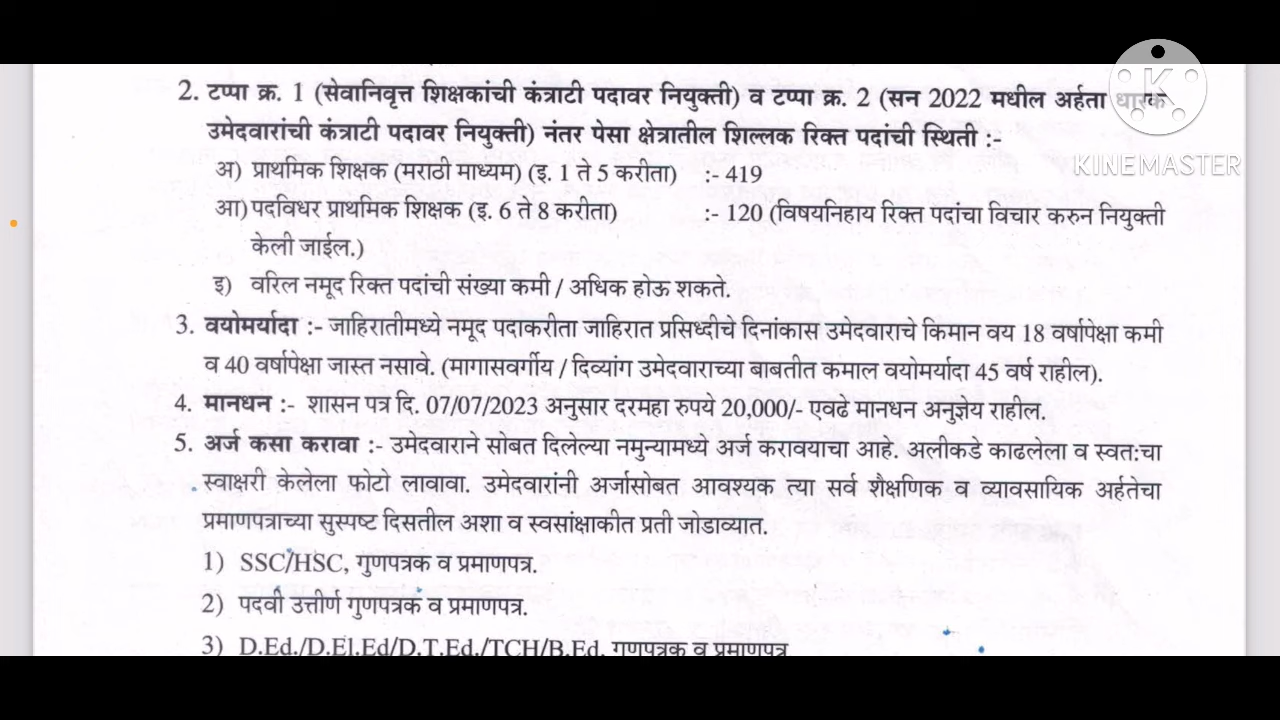 2. टप्पा क्र. 1 (सेवानिवृत्त शिक्षकांची कंत्राटी पदावर नियुक्ती) व टप्पा क्र. 2 (सन 2022 मधील अर्हता धारक
उमेदवारांची कंत्राटी पदावर नियुक्ती) नंतर पेसा क्षेत्रातील शिल्लक रिक्त पदांची स्थिती :-
KINEMASTER
अ) प्राथमिक शिक्षक (मराठी माध्यम) (इ. 1 ते 5 करीता) :- 419
आ) पदविधर प्राथमिक शिक्षक (इ. 6 ते 8 करीता) :- 120 (विषयनिहाय रिक्त पदांचा विचार करुन नियुक्ती
केली जाईल.)
इ) वरिल नमूद रिक्त पदांची संख्या कमी / अधिक होऊ शकते.
3. वयोमर्यादा :- जाहिरातीमध्ये नमूद पदाकरीता जाहिरात प्रसिध्दीचे दिनांकास उमेदवाराचे किमान वय 18 वर्षापेक्षा कमी
व 40 वर्षापेक्षा जास्त नसावे. (मागासवर्गीय / दिव्यांग उमेदवाराच्या बाबतीत कमाल वयोमर्यादा 45 वर्ष राहील).
4. मानधन :- शासन पत्र दि. 07/07/2023 अनुसार दरमहा रुपये 20,000/- एवढे मानधन अनुज्ञेय राहील.
5. अर्ज कसा करावा :- उमेदवाराने सोबत दिलेल्या नमुन्यामध्ये अर्ज करावयाचा आहे. अलीकडे काढलेला व स्वत:चा
स्वाक्षरी केलेला फोटो लावावा. उमेदवारांनी अर्जासोबत आवश्यक त्या सर्व शैक्षणिक व व्यावसायिक अर्हतेचा
प्रमाणपत्राच्या सुस्पष्ट दिसतील अशा व स्वसांक्षाकीत प्रती जोडाव्यात.
1) SSC/HSC, गुणपत्रक व प्रमाणपत्र.
2) पदवी उत्तीर्ण गुणपत्रक व प्रमाणपत्र.
3) D.Ed./D.El.Ed/D.T.Ed./TCH/B.Ed. गुणपत्रक व प्रमाणपत्र